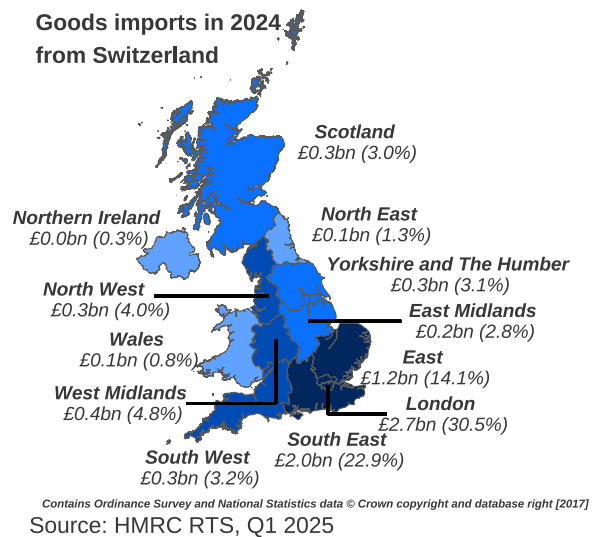 Goods imports in 2024
from Switzerland
Scotland
£0.3bn (3.0%)
Northern Ireland
£0.0bn (0.3%)
North East
£0.1bn (1.3%)
Yorkshire and The Humber
£0.3bn (3.1%)
North West
£0.3bn (4.0%)
East Midlands
£0.2bn (2.8%)
Wales
£0.1bn (0.8%)
East
£1.2bn (14.1%)
West Midlands
£0.4bn (4.8%)
London
£2.7bn (30.5%)
South East
£2.0bn (22.9%)
South West
£0.3bn (3.2%)
Contains Ordnance Survey and National Statistics data © Crown copyright and database right [2017]
Source: HMRC RTS, Q1 2025